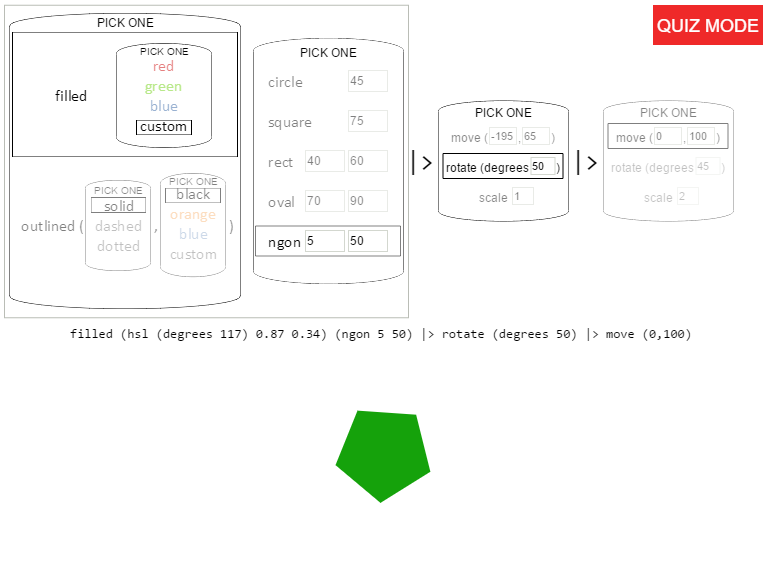 PICK ONE
filled
PICK ONE
red
green
blue
custom
outlined (
PICK ONE
solid
dashed
dotted
,
PICK ONE
black
orange
blue
custom
)
PICK ONE
circle 45
square 75
rect 40 60
oval 70 90
ngon 5 50
|>
PICK ONE
move ( -195 , 65 )
rotate (degrees 50 )
scale 1
|>
PICK ONE
move ( 0 , 100 )
rotate (degrees 45 )
scale 2
QUIZ MODE
filled (hsl (degrees 117) 0.87 0.34) (ngon 5 50) |> rotate (degrees 50) |> move (0,100)